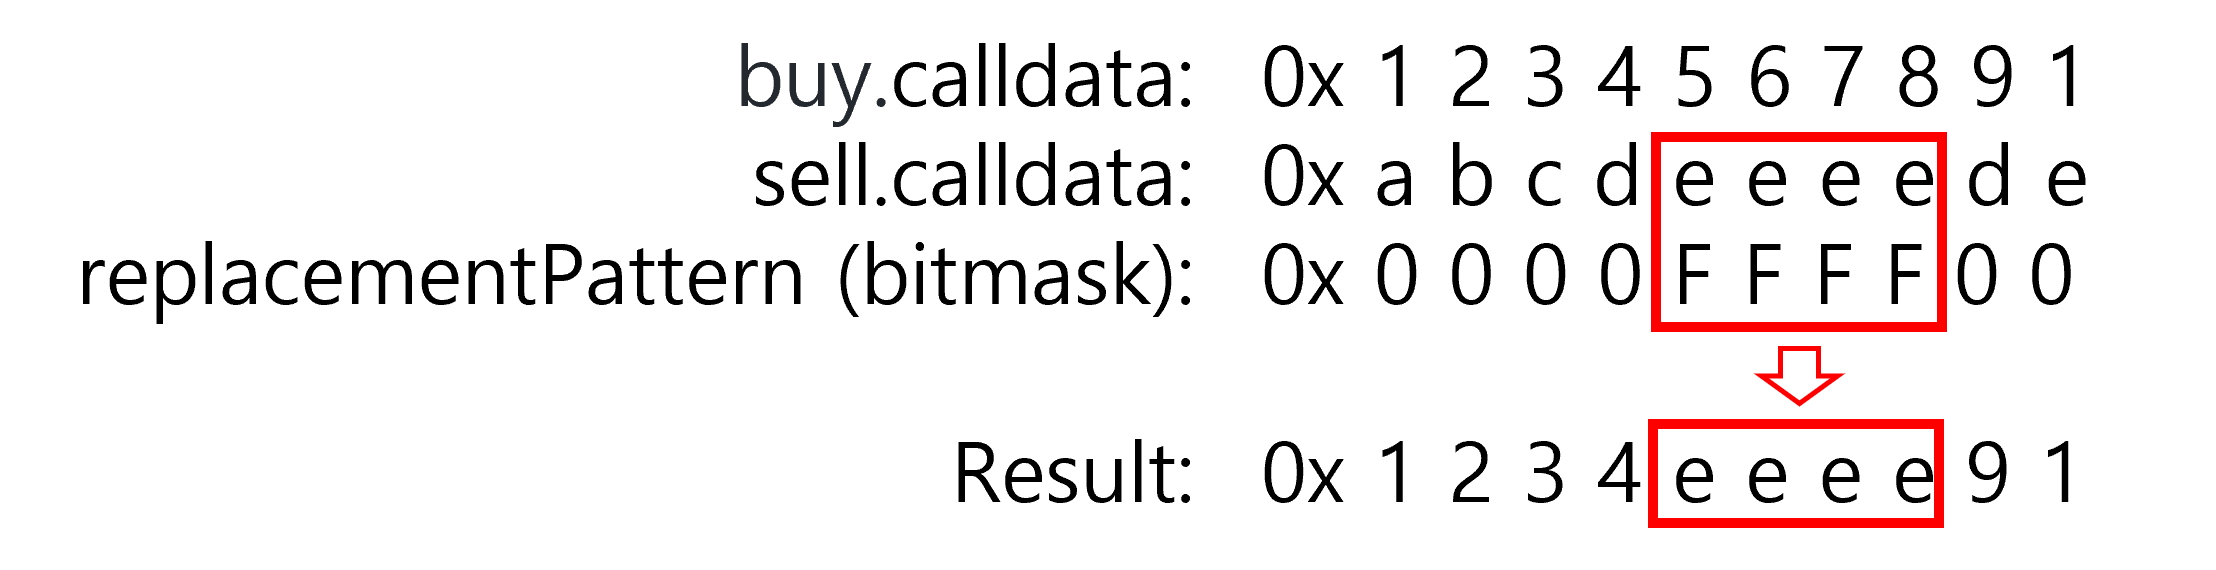 buy.calldata: 0x 1 2 3 4 5 6 7 8 9 1
sell.calldata: 0x a b c d e e e e d e
replacementPattern (bitmask): 0x 0 0 0 0 F F F F 0 0
Result: 0x 1 2 3 4 e e e e 9 1